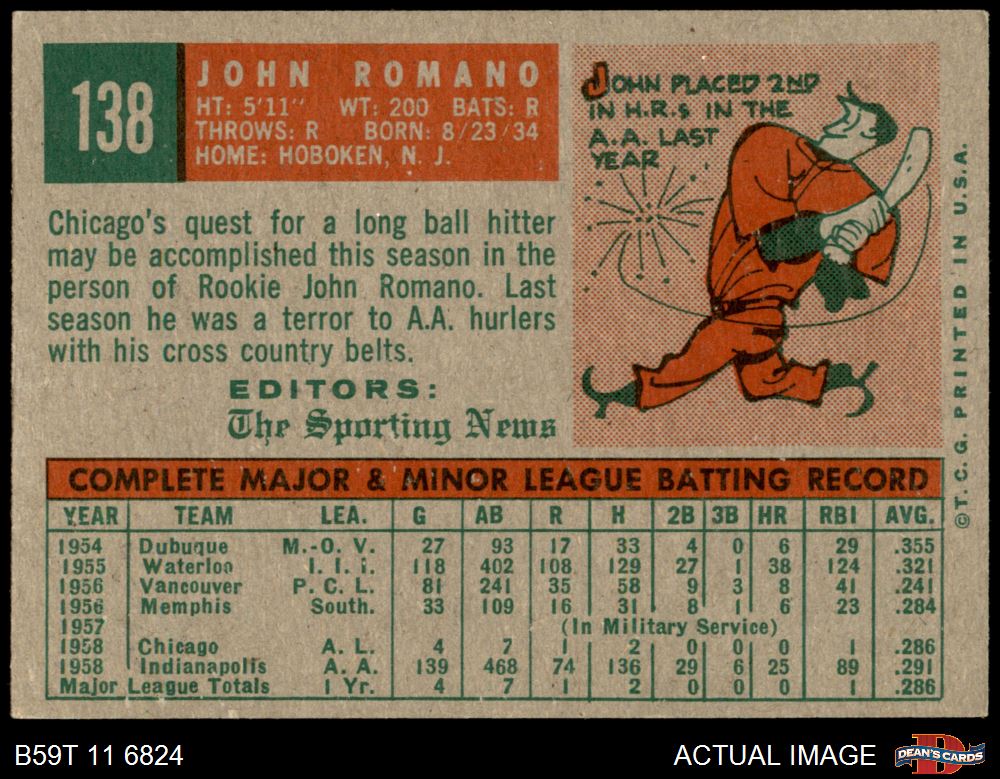 138
JOHN ROMANO
HT: 5'11" WT: 200 BATS: R
THROWS: R BORN: 8/23/34
HOME: HOBOKEN, N. J.
JOHN PLACED 2ND
IN H.R.s IN THE
A.A. LAST
YEAR
Chicago's quest for a long ball hitter
may be accomplished this season in the
person of Rookie John Romano. Last
season he was a terror to A.A. hurlers
with his cross country belts.
EDITORS:
The Sporting News
©T.C.G. PRINTED IN U.S.A.
COMPLETE MAJOR & MINOR LEAGUE BATTING RECORD
YEAR TEAM LEA. G AB R H 2B 3B HR RBI AVG.
1954 Dubuque M.-O. V. 27 93 17 33 4 0 6 29 .355
1955 Waterloo I. I. I. 118 402 108 129 27 1 38 124 .321
1956 Vancouver P. C. L. 81 241 35 58 9 3 8 41 .241
1956 Memphis South. 33 109 16 31 8 1 6 23 .284
1957 (In Military Service)
1958 Chicago A. L. 4 7 1 2 0 0 0 1 .286
1958 Indianapolis A. A. 139 468 74 136 29 6 25 89 .291
Major League Totals 1 Yr. 4 7 1 2 0 0 0 1 .286
B59T 11 6824
ACTUAL IMAGE
DEAN'S CARDS